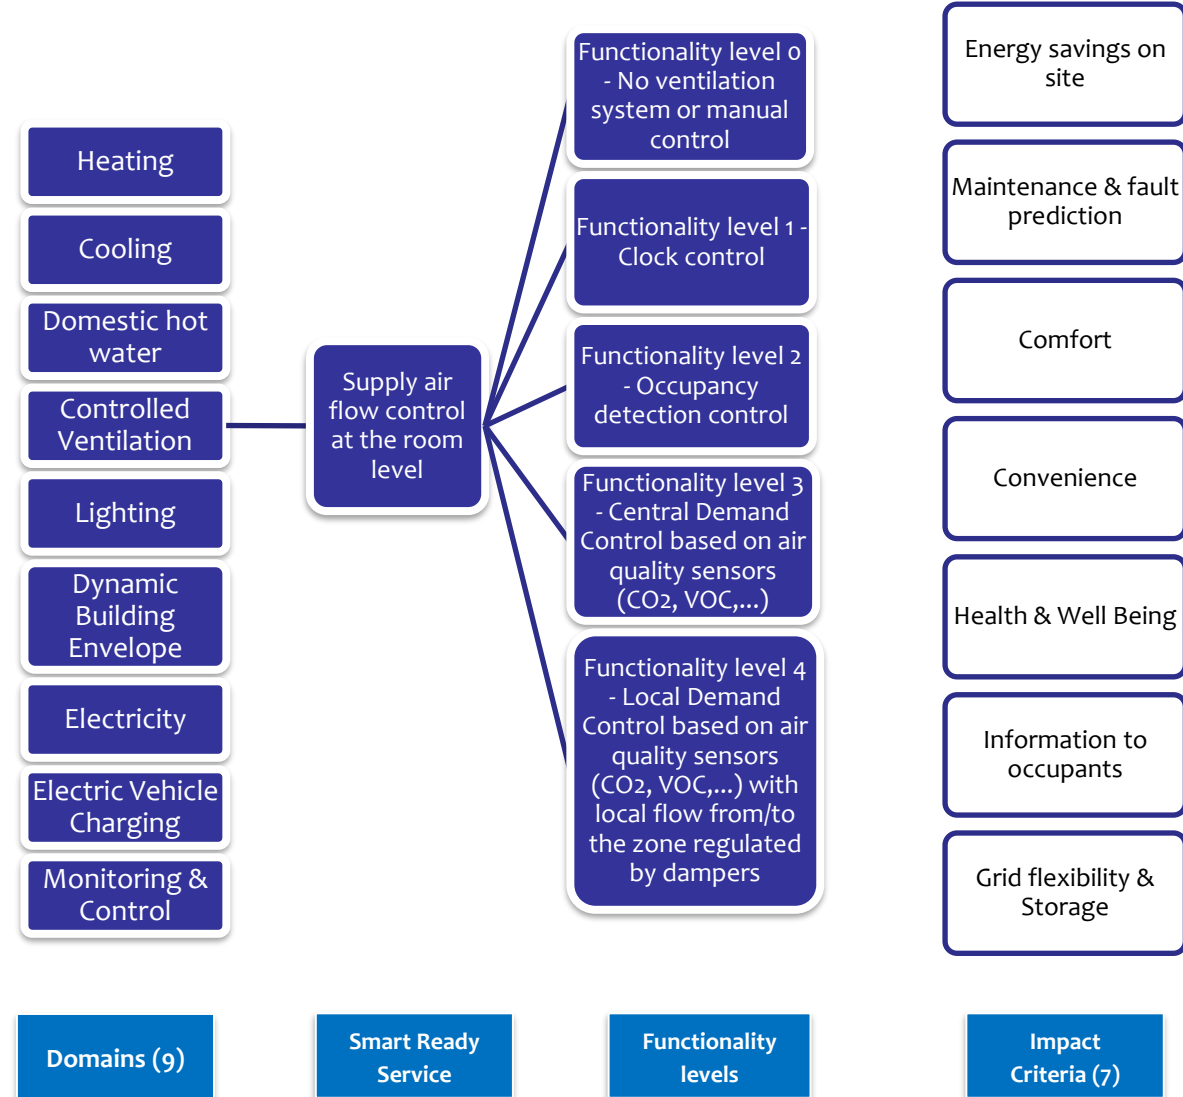 Heating
Cooling
Domestic hot
water
Controlled
Ventilation
Lighting
Dynamic
Building
Envelope
Electricity
Electric Vehicle
Charging
Monitoring &
Control
Supply air
flow control
at the room
level
Functionality level 0
- No ventilation
system or manual
control
Functionality level 1 -
Clock control
Functionality level 2
- Occupancy
detection control
Functionality level 3
- Central Demand
Control based on air
quality sensors
(CO2, VOC,...)
Functionality level 4
- Local Demand
Control based on air
quality sensors
(CO2, VOC,...) with
local flow from/to
the zone regulated
by dampers
Energy savings on
site
Maintenance & fault
prediction
Comfort
Convenience
Health & Well Being
Information to
occupants
Grid flexibility &
Storage
Domains (9)
Smart Ready
Service
Functionality
levels
Impact
Criteria (7)